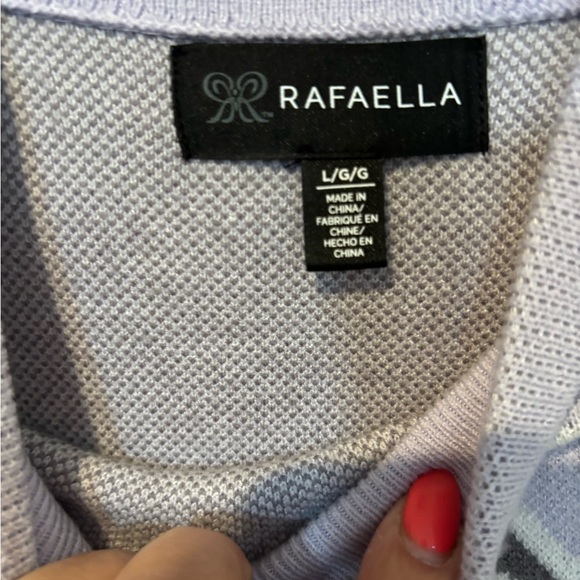 RAFAELLA
L/G/G
MADE IN
CHINA/
FABRIQUÉ EN
CHINE/
HECHO EN
CHINA